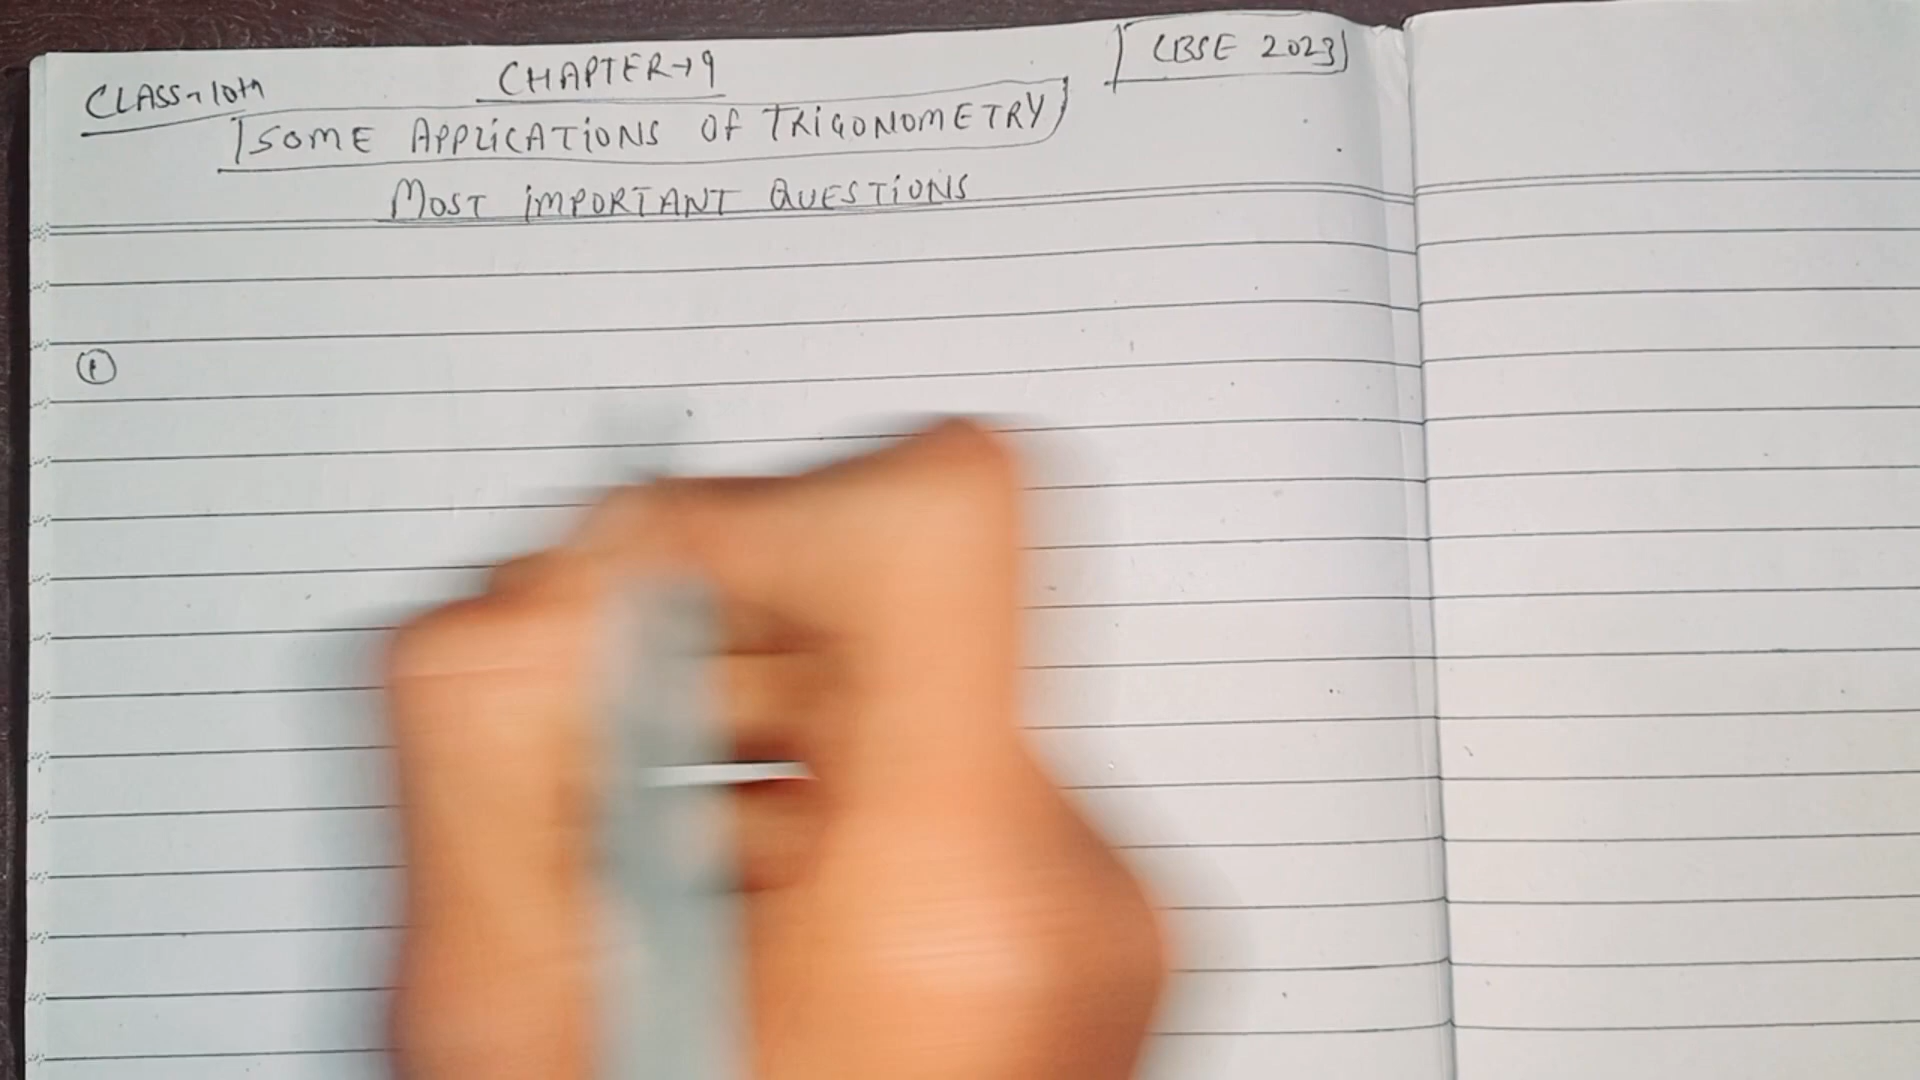 CLASS→10th
CHAPTER→9
CBSE 2023
SOME APPLICATIONS OF TRIGONOMETRY
MOST IMPORTANT QUESTIONS
①